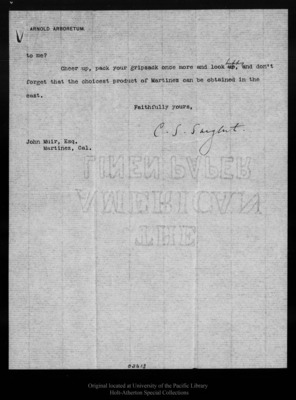 ARNOLD ARBORETUM
to me?
Cheer up, pack your gripsack once more and look up, and don't
forget that the choicest product of Martinez can be obtained in the
east.
Faithfully yours,
C. S. Sargent.
John Muir, Esq.
Martinez, Cal.
THE
AMERICAN
LINEN PAPER
Original located at University of the Pacific Library
Holt-Atherton Special Collections